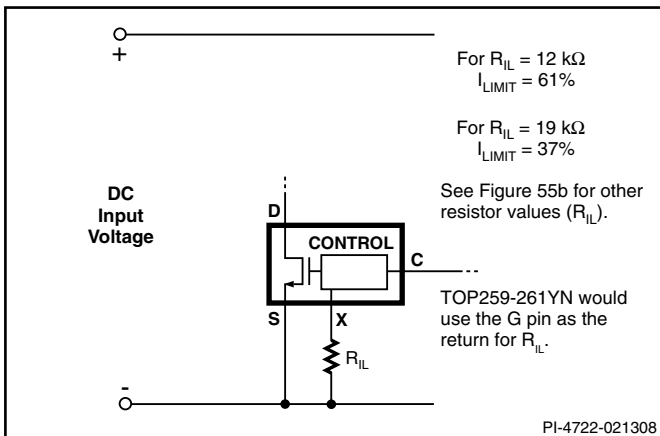 +
For R_IL = 12 kΩ
I_LIMIT = 61%
For R_IL = 19 kΩ
I_LIMIT = 37%
See Figure 55b for other
resistor values (R_IL).
DC
Input
Voltage
D
CONTROL
C
S
X
TOP259-261YN would
use the G pin as the
return for R_IL.
R_IL
-
PI-4722-021308